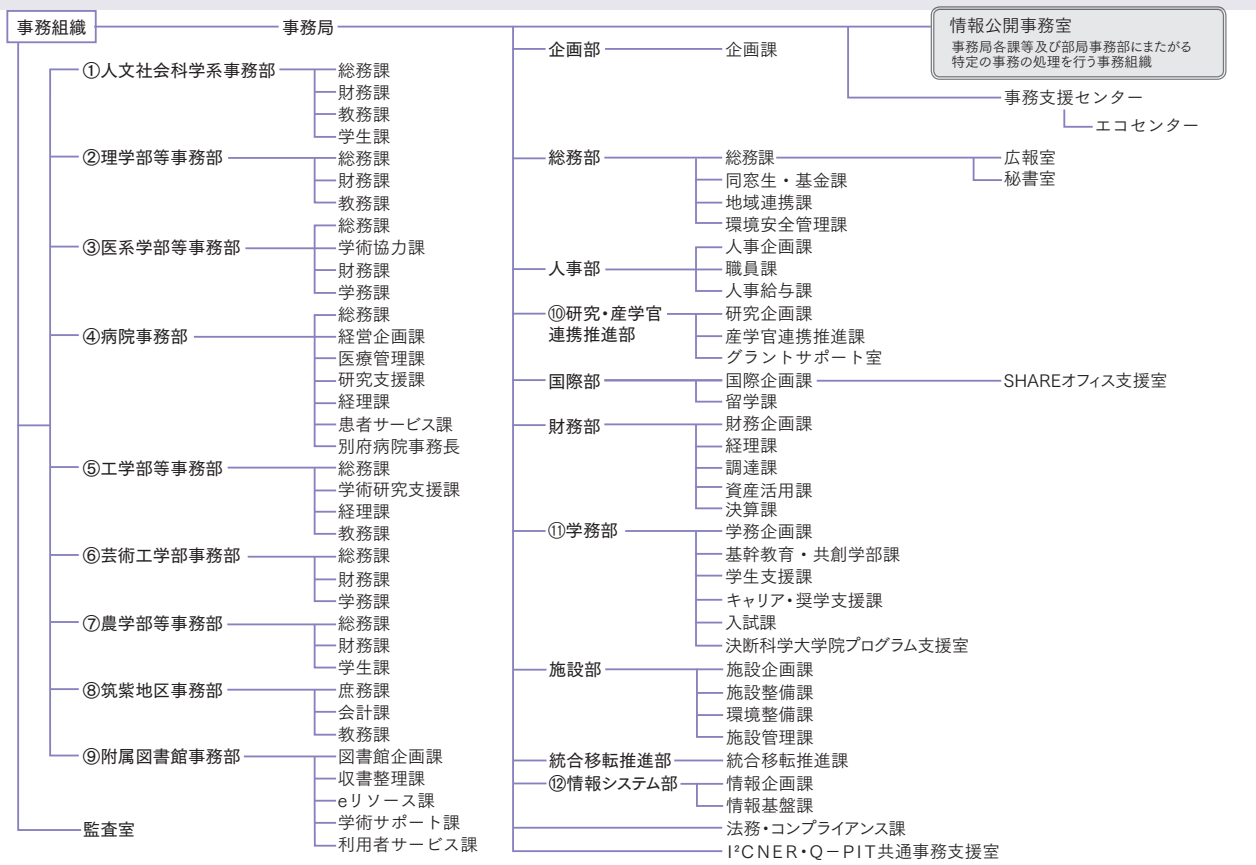 事務組織
事務局
情報公開事務室
事務局各課等及び部局事務部にまたがる
特定の事務の処理を行う事務組織
事務支援センター
エコセンター
①人文社会科学系事務部
総務課
財務課
教務課
学生課
②理学部等事務部
総務課
財務課
教務課
③医系学部等事務部
総務課
学術協力課
財務課
学務課
④病院事務部
総務課
経営企画課
医療管理課
研究支援課
経理課
患者サービス課
別府病院事務長
⑤工学部等事務部
総務課
学術研究支援課
経理課
教務課
⑥芸術工学部事務部
総務課
財務課
学務課
⑦農学部等事務部
総務課
財務課
学生課
⑧筑紫地区事務部
庶務課
会計課
教務課
⑨附属図書館事務部
図書館企画課
収書整理課
eリソース課
学術サポート課
利用者サービス課
監査室
企画部
企画課
総務部
総務課
広報室
秘書室
同窓生・基金課
地域連携課
環境安全管理課
人事部
人事企画課
職員課
人事給与課
⑩研究・産学官
連携推進部
研究企画課
産学官連携推進課
グラントサポート室
国際部
国際企画課
SHAREオフィス支援室
留学課
財務部
財務企画課
経理課
調達課
資産活用課
決算課
⑪学務部
学務企画課
基幹教育・共創学部課
学生支援課
キャリア・奨学支援課
入試課
決断科学大学院プログラム支援室
施設部
施設企画課
施設整備課
環境整備課
施設管理課
統合移転推進部
統合移転推進課
⑫情報システム部
情報企画課
情報基盤課
法務・コンプライアンス課
I²CNER・Q－PIT共通事務支援室